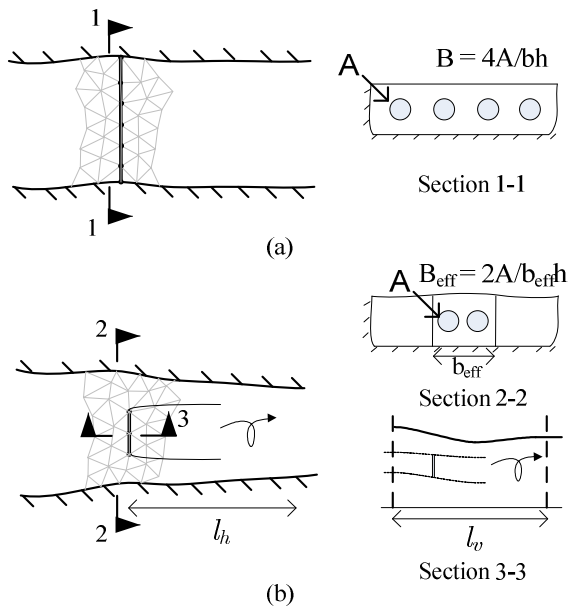 1
A
B = 4A/bh
Section 1-1
1
(a)
B_eff = 2A/b_eff h
A
2
b_eff
3
Section 2-2
2
l_h
l_v
Section 3-3
(b)